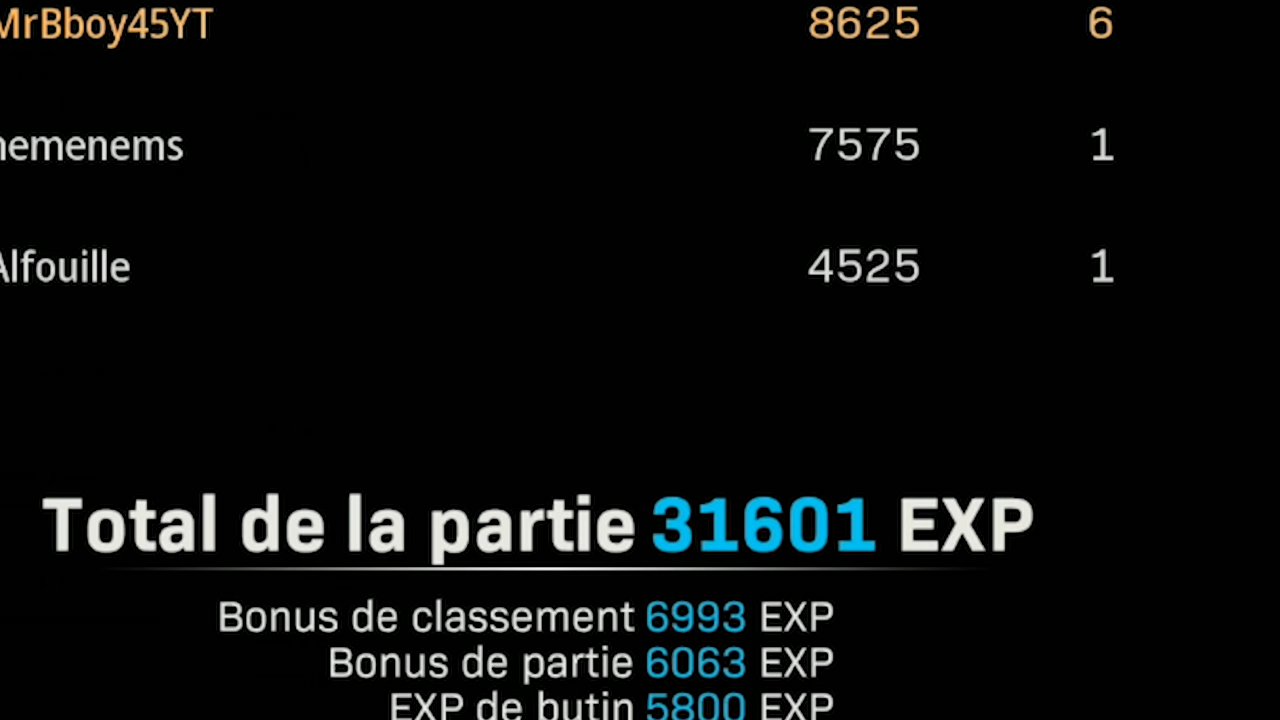 MrBboy45YT 8625 6
nemenems 7575 1
Alfouille 4525 1
Total de la partie 31601 EXP
Bonus de classement 6993 EXP
Bonus de partie 6063 EXP
EXP de butin 5800 EXP